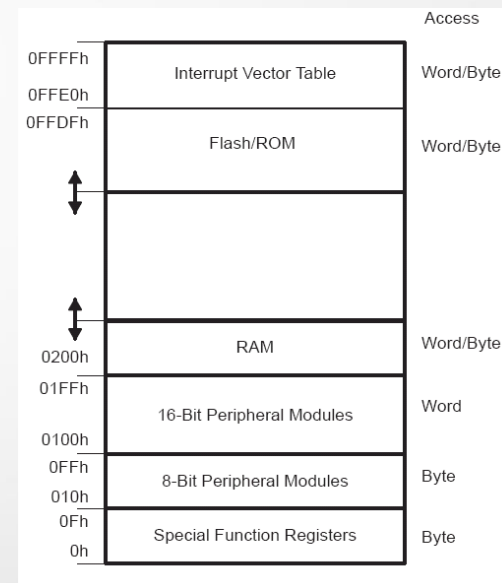 Access
0FFFFh
Interrupt Vector Table
Word/Byte
0FFE0h
0FFDFh
Flash/ROM
Word/Byte
RAM
Word/Byte
0200h
01FFh
16-Bit Peripheral Modules
Word
0100h
0FFh
8-Bit Peripheral Modules
Byte
010h
0Fh
Special Function Registers
Byte
0h